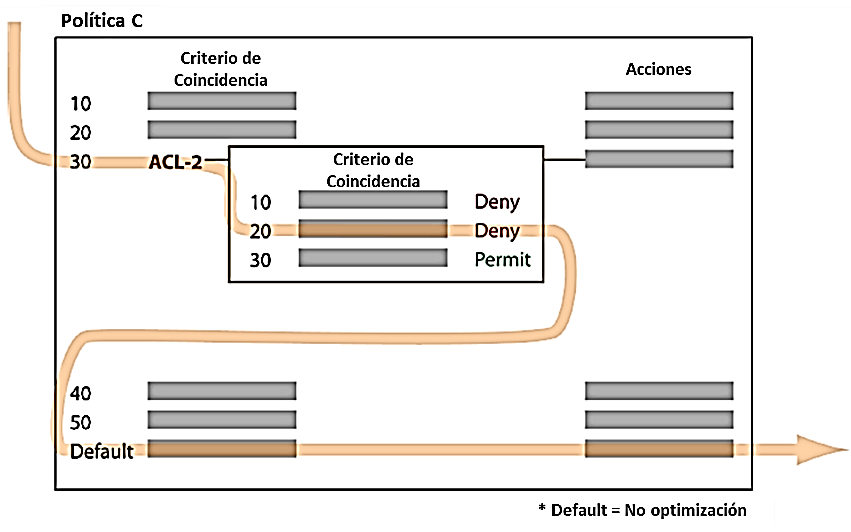 Política C
Criterio de
Coincidencia
Acciones
10
20
30 ACL-2
Criterio de
Coincidencia
10 Deny
20 Deny
30 Permit
40
50
Default
* Default = No optimización